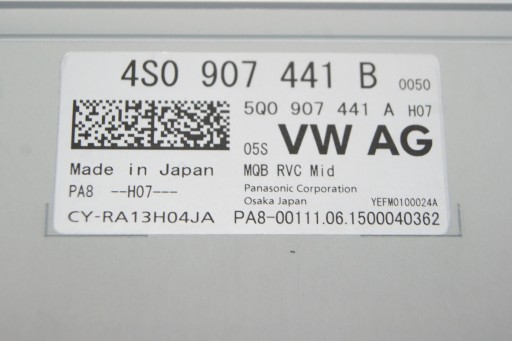 4S0 907 441 B 0050
5Q0 907 441 A H07
05S VW AG
Made in Japan MQB RVC Mid
PA8 --H07---
Panasonic Corporation
Osaka Japan YEFM0100024A
CY-RA13H04JA PA8-00111.06.1500040362